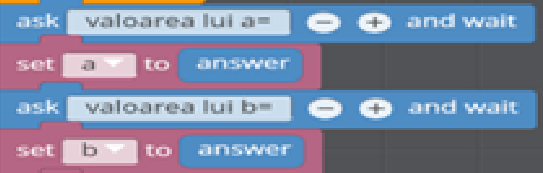 ask valoarea lui a= − + and wait
set a to answer
ask valoarea lui b= − + and wait
set b to answer